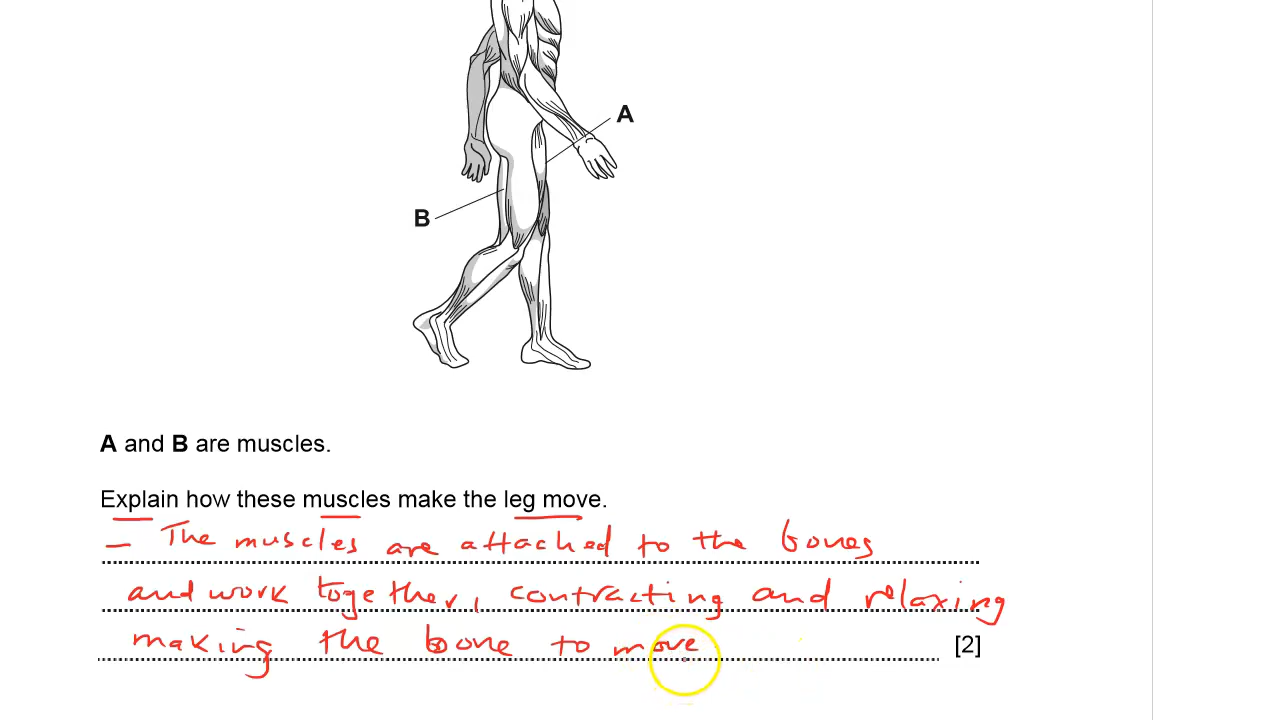 A
B
A and B are muscles.
Explain how these muscles make the leg move.
– The muscles are attached to the bones
and work together, contracting and relaxing
making the bone to move
[2]